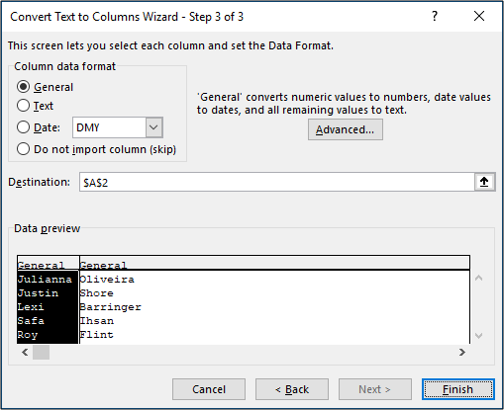 Convert Text to Columns Wizard - Step 3 of 3 ?
This screen lets you select each column and set the Data Format.
Column data format
General
Text
Date: DMY
Do not import column (skip)
'General' converts numeric values to numbers, date values
to dates, and all remaining values to text.
Advanced...
Destination: $A$2
Data preview
General General
Julianna Oliveira
Justin Shore
Lexi Barringer
Safa Ihsan
Roy Flint
Cancel < Back Next > Finish